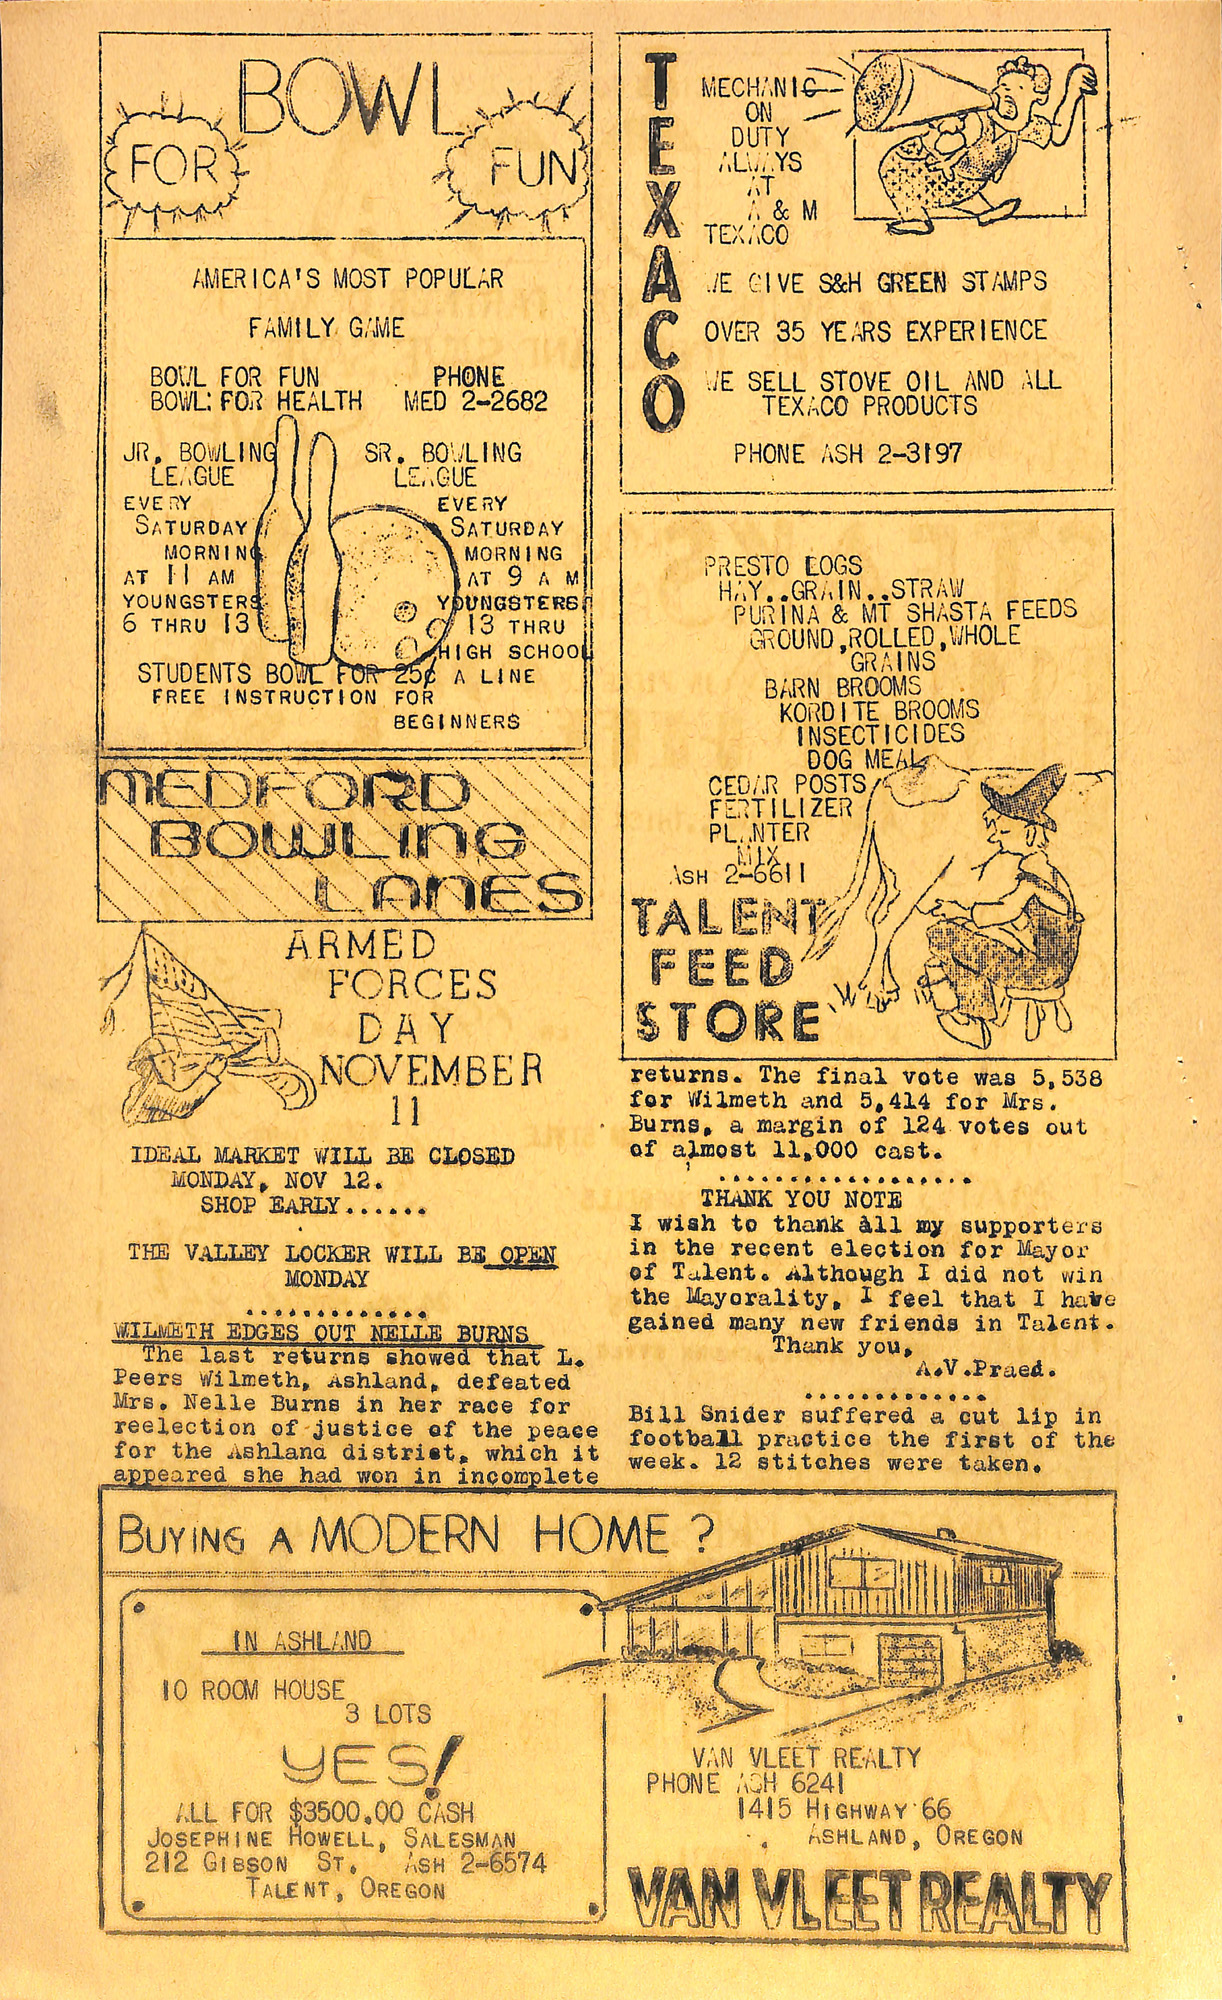 BOWL
FOR FUN
AMERICA'S MOST POPULAR
FAMILY GAME
BOWL FOR FUN PHONE
BOWL FOR HEALTH MED 2-2682
JR. BOWLING SR. BOWLING
LEAGUE LEAGUE
EVERY EVERY
SATURDAY SATURDAY
MORNING MORNING
AT 11 AM AT 9 A M
YOUNGSTERS YOUNGSTERS
6 THRU 13 13 THRU
HIGH SCHOOL
STUDENTS BOWL FOR 25¢ A LINE
FREE INSTRUCTION FOR
BEGINNERS
MEDFORD
BOWLING
LANES
ARMED
FORCES
DAY
NOVEMBER
11
IDEAL MARKET WILL BE CLOSED
MONDAY, NOV 12.
SHOP EARLY......
THE VALLEY LOCKER WILL BE OPEN
MONDAY
.............
WILMETH EDGES OUT NELLE BURNS
The last returns showed that L.
Peers Wilmeth, Ashland, defeated
Mrs. Nelle Burns in her race for
reelection of justice of the peace
for the Ashland district, which it
appeared she had won in incomplete
TEXACO
MECHANIC
ON
DUTY
ALWAYS
AT
A & M
TEXACO
WE GIVE S&H GREEN STAMPS
OVER 35 YEARS EXPERIENCE
WE SELL STOVE OIL AND ALL
TEXACO PRODUCTS
PHONE ASH 2-3197
PRESTO LOGS
HAY..GRAIN..STRAW
PURINA & MT SHASTA FEEDS
GROUND,ROLLED,WHOLE
GRAINS
BARN BROOMS
KORDITE BROOMS
INSECTICIDES
DOG MEAL
CEDAR POSTS
FERTILIZER
PLANTER
MIX
ASH 2-6611
TALENT
FEED
STORE
returns. The final vote was 5,538
for Wilmeth and 5,414 for Mrs.
Burns, a margin of 124 votes out
of almost 11,000 cast.
..................
THANK YOU NOTE
I wish to thank all my supporters
in the recent election for Mayor
of Talent. Although I did not win
the Mayorality, I feel that I have
gained many new friends in Talent.
Thank you,
A.V.Praed.
.............
Bill Snider suffered a cut lip in
football practice the first of the
week. 12 stitches were taken.
BUYING A MODERN HOME ?
IN ASHLAND
10 ROOM HOUSE
3 LOTS
YES!
ALL FOR $3500.00 CASH
JOSEPHINE HOWELL, SALESMAN
212 GIBSON ST. ASH 2-6574
TALENT, OREGON
VAN VLEET REALTY
PHONE ASH 6241
1415 HIGHWAY 66
ASHLAND, OREGON
VAN VLEET REALTY